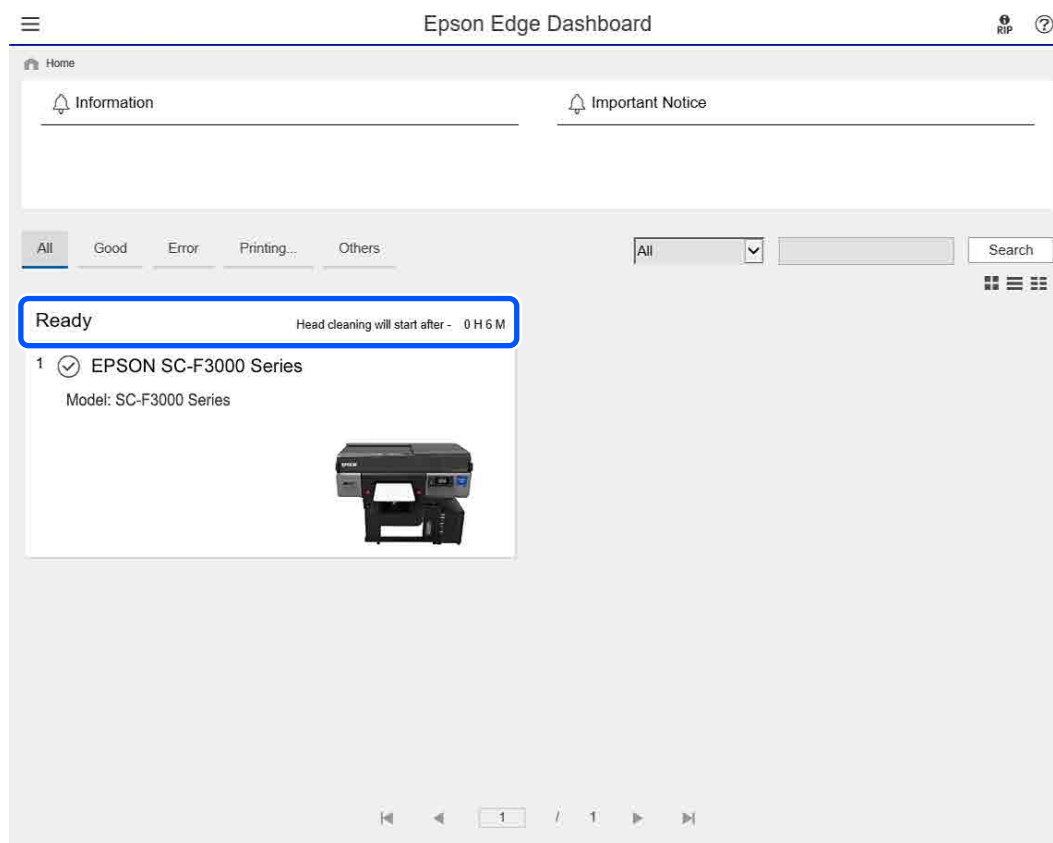 Epson Edge Dashboard
RIP
Home
Information
Important Notice
All Good Error Printing... Others
All
Search
Ready Head cleaning will start after - 0 H 6 M
1 EPSON SC-F3000 Series
Model: SC-F3000 Series
EPSON
1 / 1